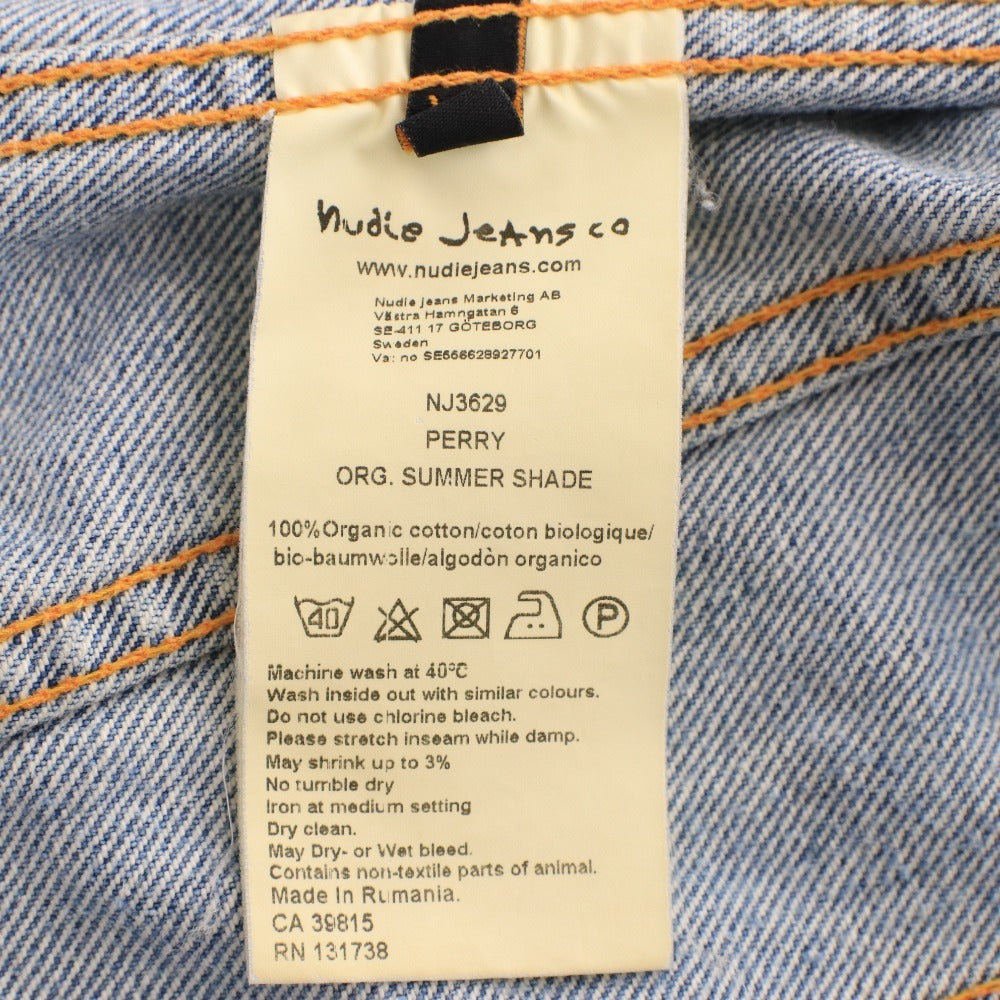 nudie Jeans co
www.nudiejeans.com
Nudie Jeans Marketing AB
Västra Hamngatan 6
SE-411 17 GÖTEBORG
Sweden
Vat no SE556628927701
NJ3629
PERRY
ORG. SUMMER SHADE
100%Organic cotton/coton biologique/
bio-baumwolle/algodòn organico
40 P
Machine wash at 40°C
Wash inside out with similar colours.
Do not use chlorine bleach.
Please stretch inseam while damp.
May shrink up to 3%
No tumble dry
Iron at medium setting
Dry clean.
May Dry- or Wet bleed.
Contains non-textile parts of animal.
Made In Rumania.
CA 39815
RN 131738